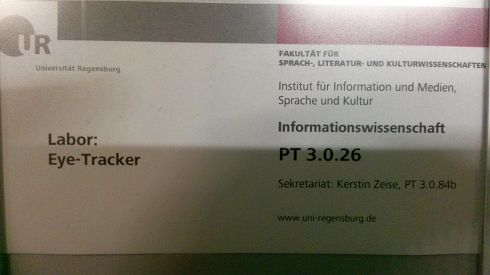 UR
Universität Regensburg
FAKULTÄT FÜR
SPRACH-, LITERATUR- UND KULTURWISSENSCHAFTEN
Institut für Information und Medien,
Sprache und Kultur
Informationswissenschaft
Labor:
Eye-Tracker
PT 3.0.26
Sekretariat: Kerstin Zeise, PT 3.0.84b
www.uni-regensburg.de